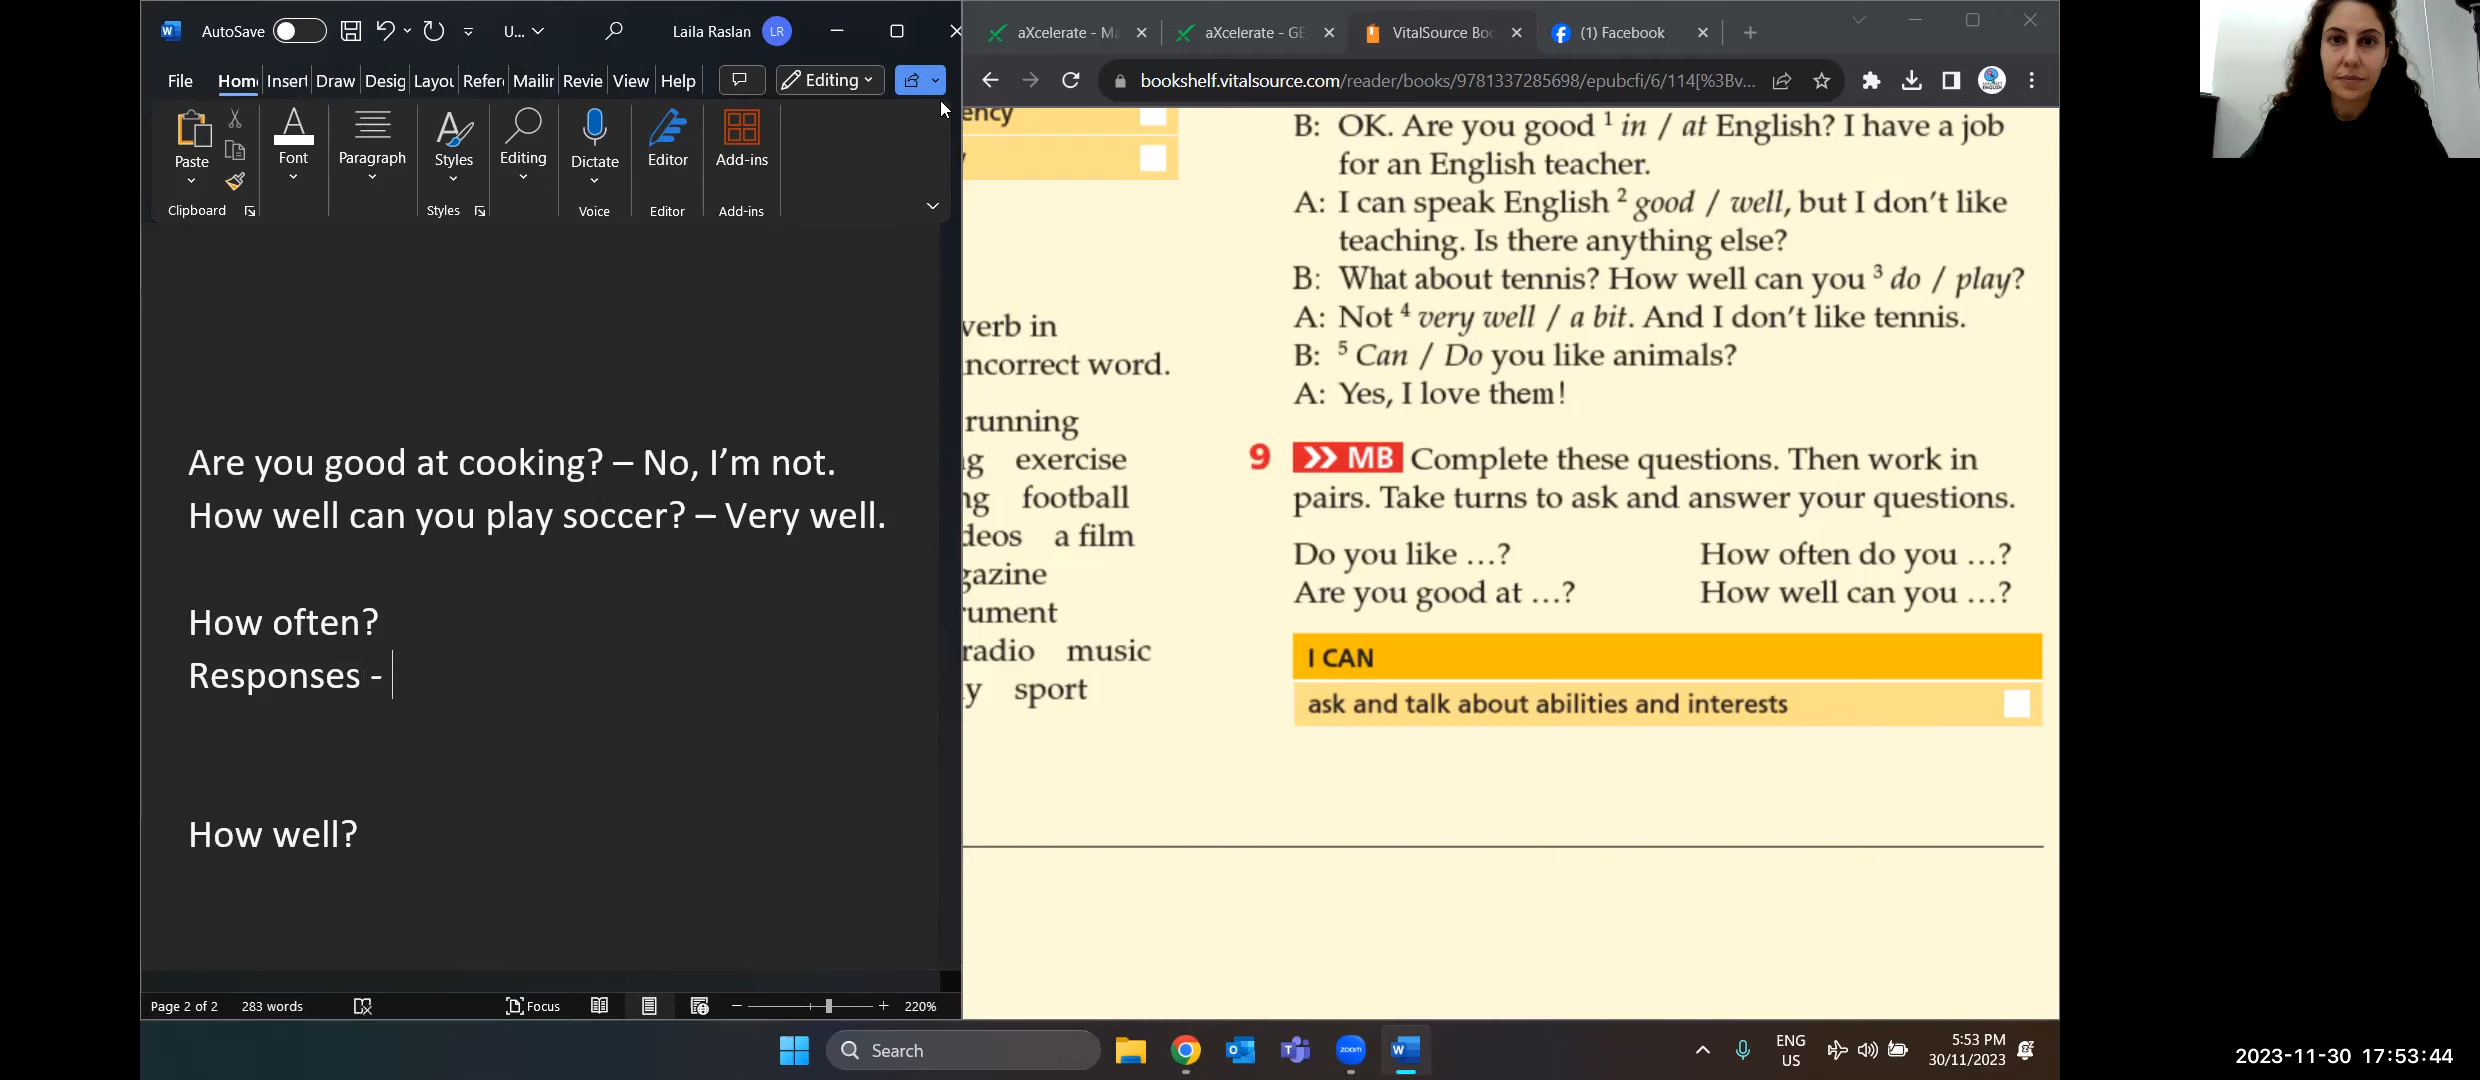 AutoSave
U...
Laila Raslan
LR
File Home Insert Draw Desig Layou Refer Mailin Revie View Help
Editing
Paste
Font
Paragraph
Styles
Editing
Dictate
Editor
Add-ins
Clipboard
Styles
Voice
Editor
Add-ins
Are you good at cooking? – No, I’m not.
How well can you play soccer? – Very well.
How often?
Responses -
How well?
Page 2 of 2 283 words
Focus
220%
aXcelerate - Ma
aXcelerate - GE
VitalSource Boo
(1) Facebook
bookshelf.vitalsource.com/reader/books/9781337285698/epubcfi/6/114[%3Bv...
ency
verb in
ncorrect word.
running
g exercise
ng football
deos a film
gazine
rument
radio music
y sport
B: OK. Are you good 1 in / at English? I have a job
for an English teacher.
A: I can speak English 2 good / well, but I don’t like
teaching. Is there anything else?
B: What about tennis? How well can you 3 do / play?
A: Not 4 very well / a bit. And I don’t like tennis.
B: 5 Can / Do you like animals?
A: Yes, I love them!
9 >> MB Complete these questions. Then work in
pairs. Take turns to ask and answer your questions.
Do you like …? How often do you …?
Are you good at …? How well can you …?
I CAN
ask and talk about abilities and interests
Search
zoom
ENG
US
5:53 PM
30/11/2023
2023-11-30 17:53:44